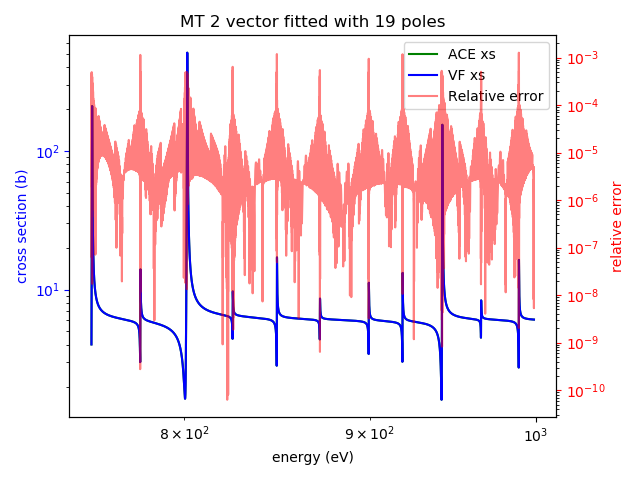 MT 2 vector fitted with 19 poles
ACE xs
VF xs
Relative error
10²
10¹
cross section (b)
10⁻³
10⁻⁴
10⁻⁵
10⁻⁶
10⁻⁷
10⁻⁸
10⁻⁹
10⁻¹⁰
relative error
8 × 10²
9 × 10²
10³
energy (eV)